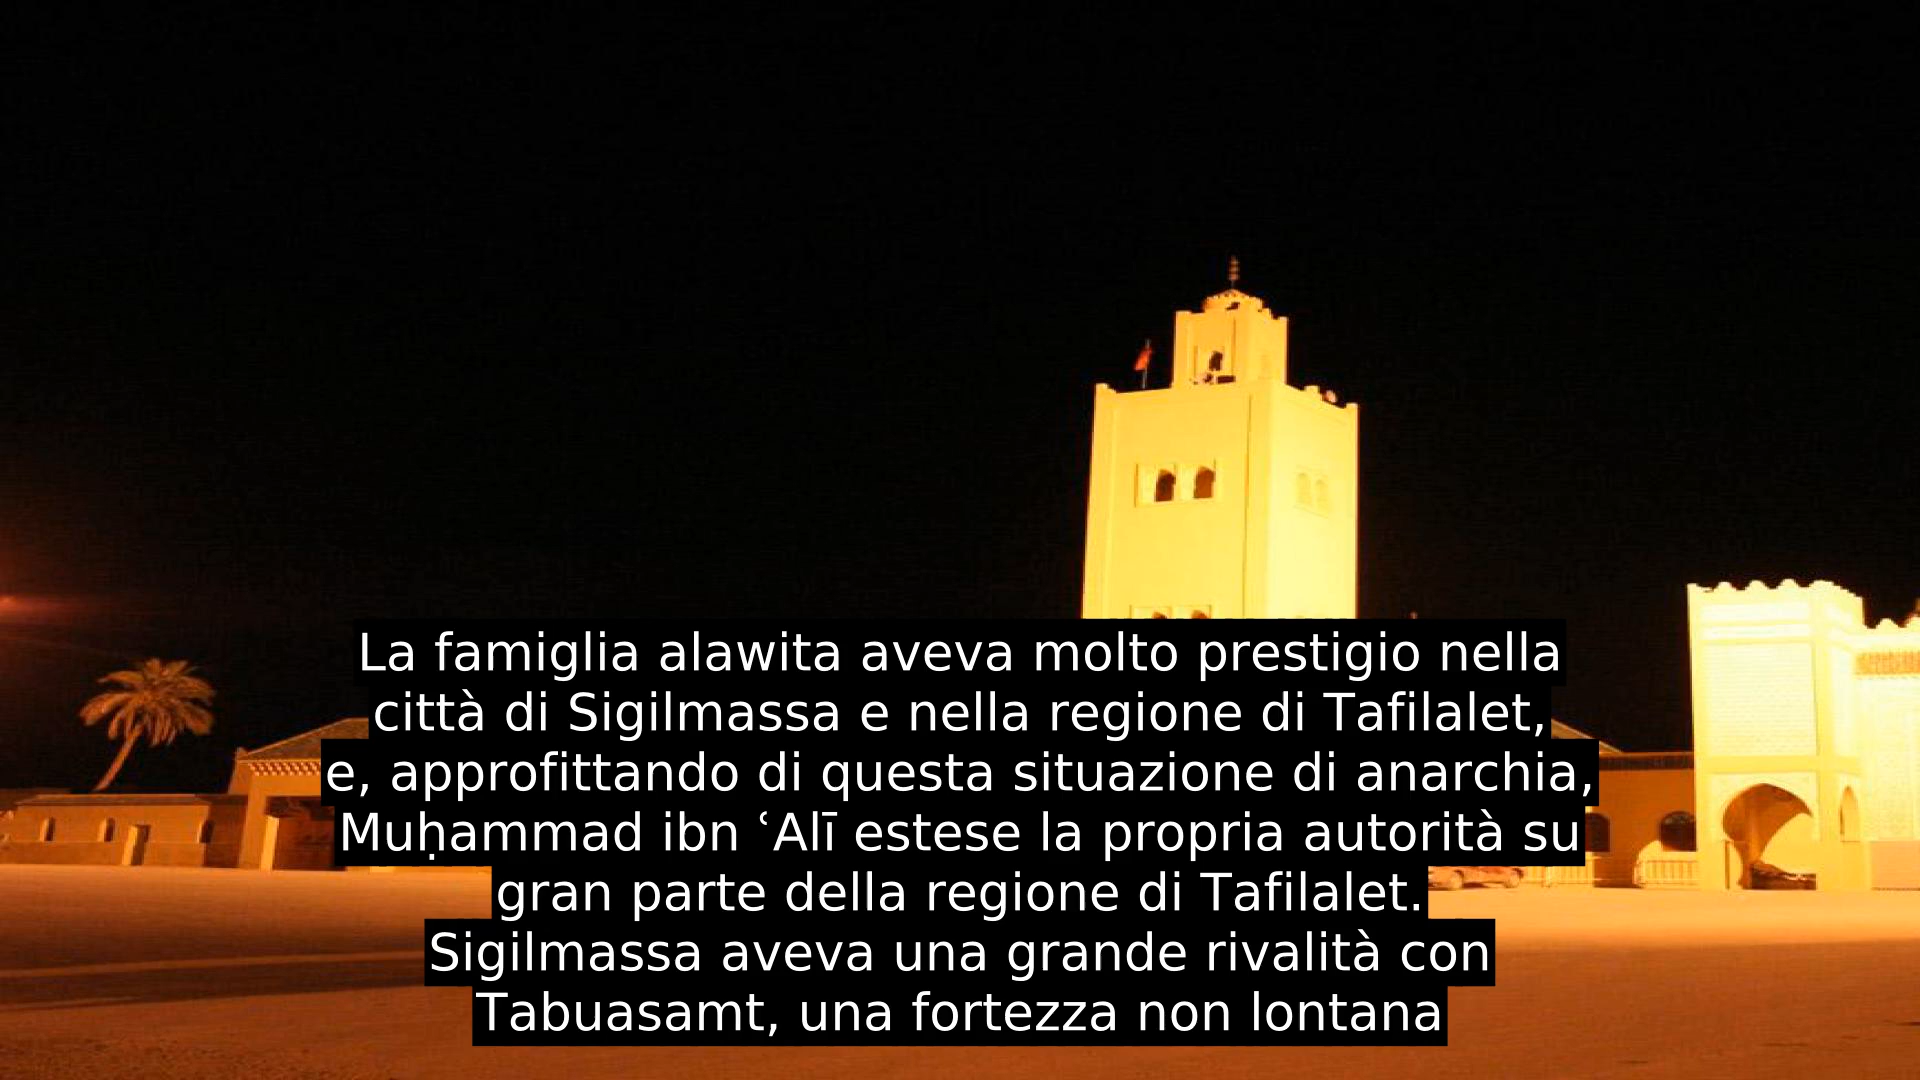 La famiglia alawita aveva molto prestigio nella
città di Sigilmassa e nella regione di Tafilalet,
e, approfittando di questa situazione di anarchia,
Muḥammad ibn ʿAlī estese la propria autorità su
gran parte della regione di Tafilalet.
Sigilmassa aveva una grande rivalità con
Tabuasamt, una fortezza non lontana